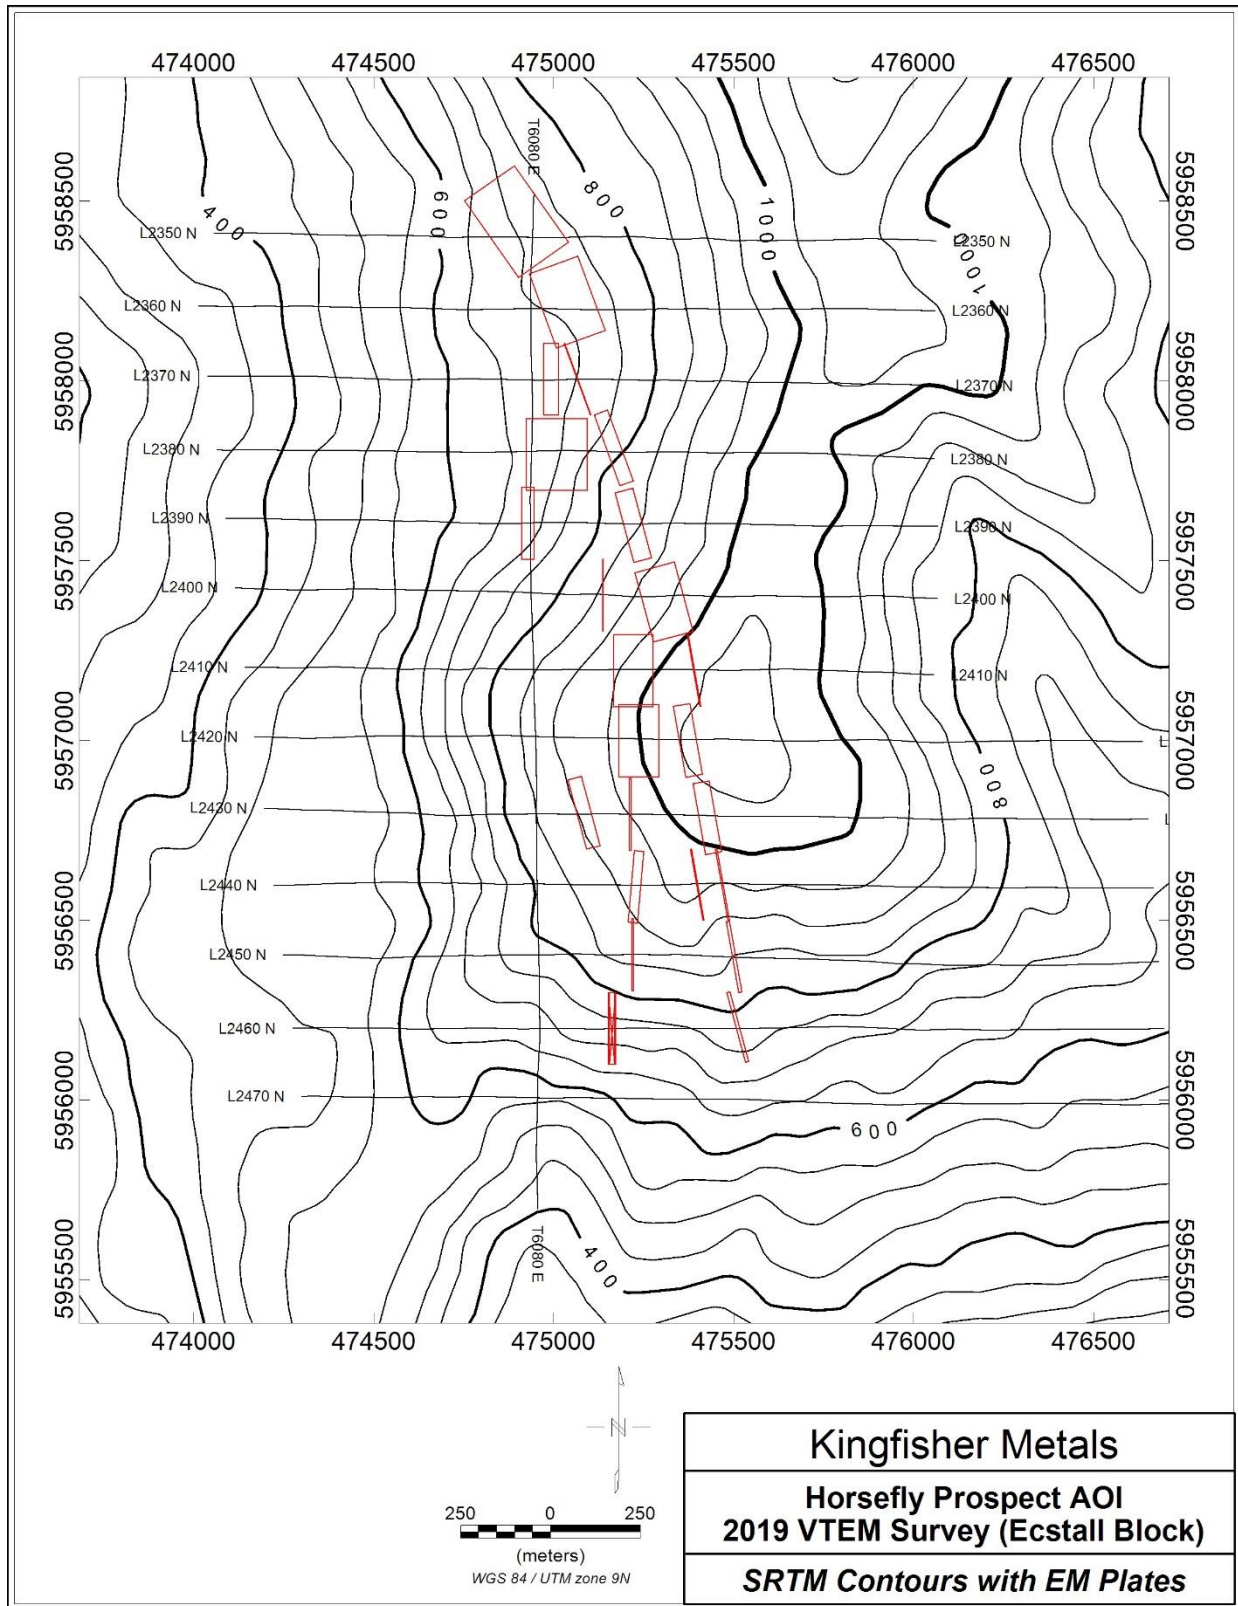 474000 474500 475000 475500 476000 476500
5958500
5958000
5957500
5957000
5956500
5956000
5955500
5958500
5958000
5957500
5957000
5956500
5956000
5955500
T6080 E
400
600
800
1000
1000
L2350 N
L2350 N
L2360 N
L2360 N
L2370 N
L2370 N
L2380 N
L2380 N
L2390 N
L2390 N
L2400 N
L2400 N
L2410 N
L2410 N
L2420 N
L
L2430 N
L
800
L2440 N
L2450 N
L2460 N
L2470 N
600
T6080 E
400
474000 474500 475000 475500 476000 476500
N
250 0 250
(meters)
WGS 84 / UTM zone 9N
Kingfisher Metals
Horsefly Prospect AOI
2019 VTEM Survey (Ecstall Block)
SRTM Contours with EM Plates